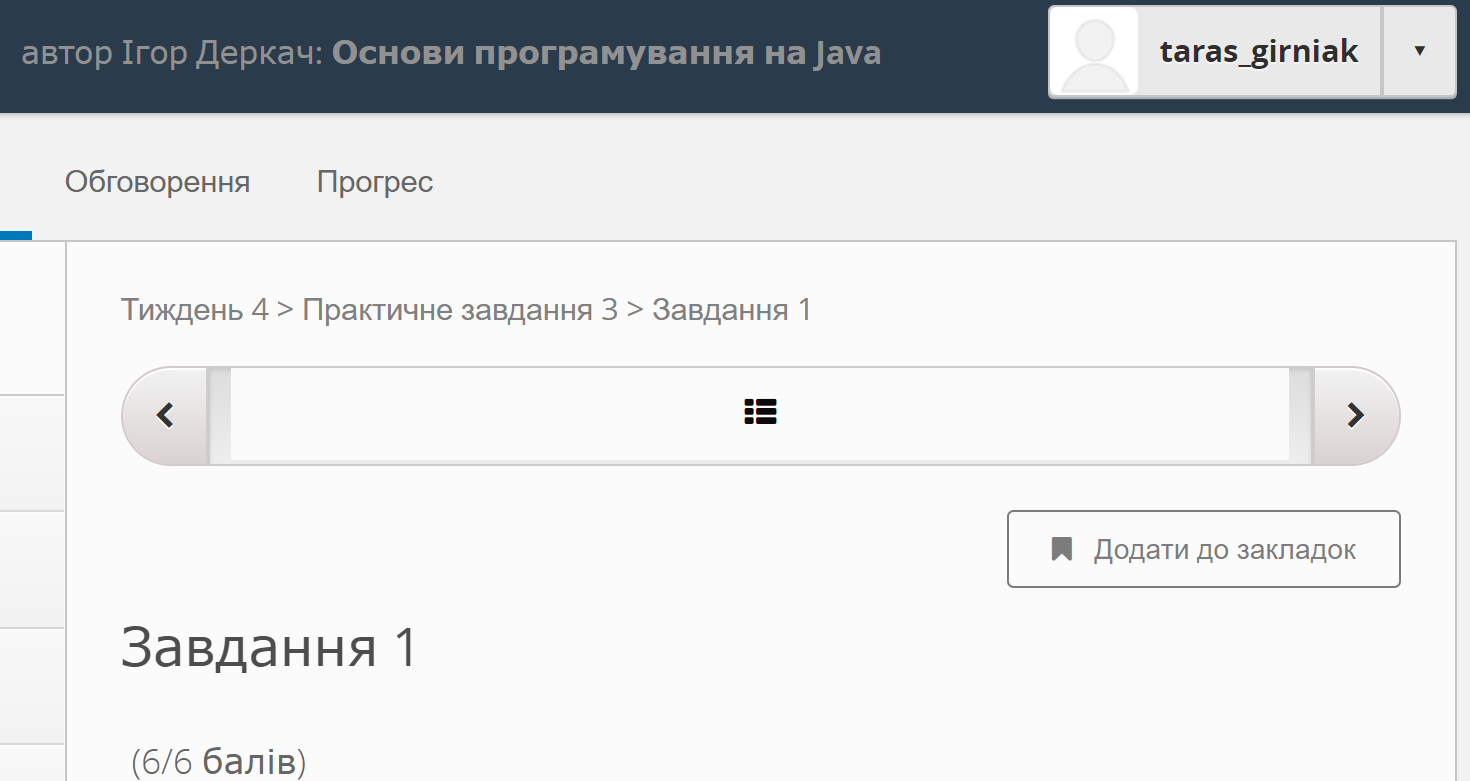 автор Ігор Деркач: Основи програмування на Java
taras_girniak
Обговорення Прогрес
Тиждень 4 > Практичне завдання 3 > Завдання 1
Додати до закладок
Завдання 1
(6/6 балів)